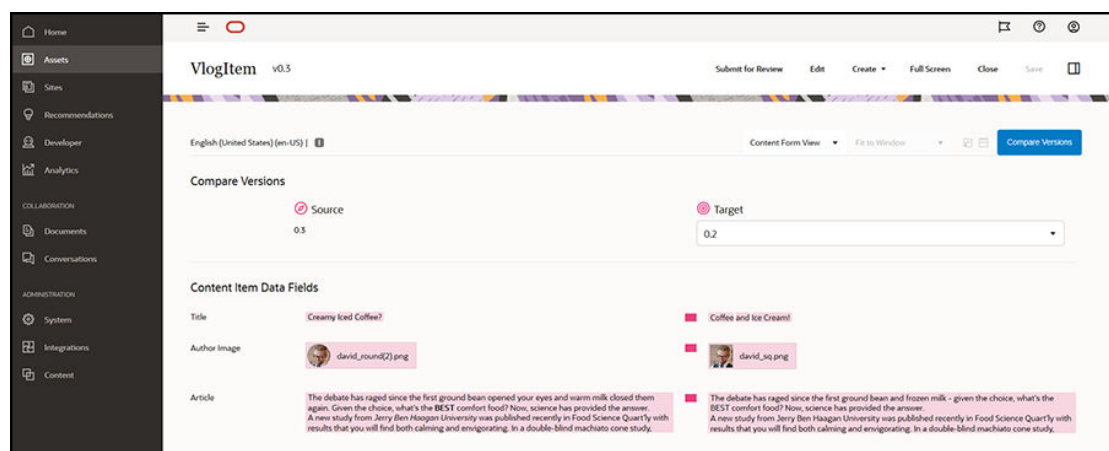 Home
Assets
Sites
Recommendations
Developer
Analytics
COLLABORATION
Documents
Conversations
ADMINISTRATION
System
Integrations
Content
VlogItem v0.3
Submit for Review Edit Create Full Screen Close Save
English (United States) (en-US) |
Content Form View Fit to Window Compare Versions
Compare Versions
Source Target
0.3 0.2
Content Item Data Fields
Title Creamy Iced Coffee? Coffee and Ice Cream!
Author Image david_round(2).png david_sq.png
Article
The debate has raged since the first ground bean opened your eyes and warm milk closed them
again. Given the choice, what's the BEST comfort food? Now, science has provided the answer.
A new study from Jerry Ben Haagan University was published recently in Food Science Quart'ly with
results that you will find both calming and envigorating. In a double-blind machiato cone study,
The debate has raged since the first ground bean and frozen milk - given the choice, what's the
BEST comfort food? Now, science has provided the answer.
A new study from Jerry Ben Haagan University was published recently in Food Science Quart'ly with
results that you will find both calming and envigorating. In a double-blind machiato cone study,